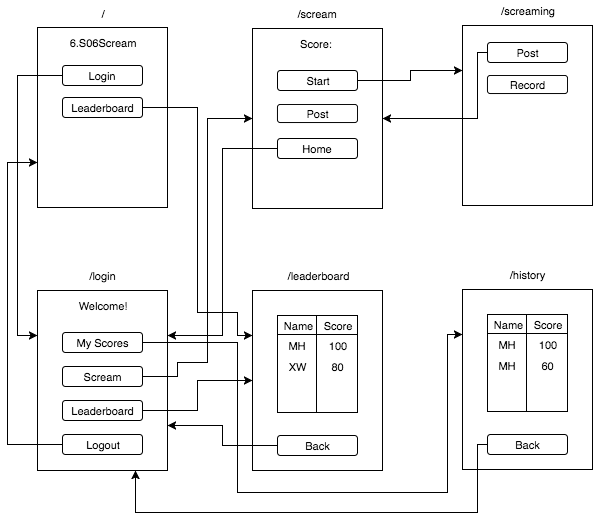 /
6.S06Scream
Login
Leaderboard
/scream
Score:
Start
Post
Home
/screaming
Post
Record
/login
Welcome!
My Scores
Scream
Leaderboard
Logout
/leaderboard
Name Score
MH 100
XW 80
Back
/history
Name Score
MH 100
MH 60
Back